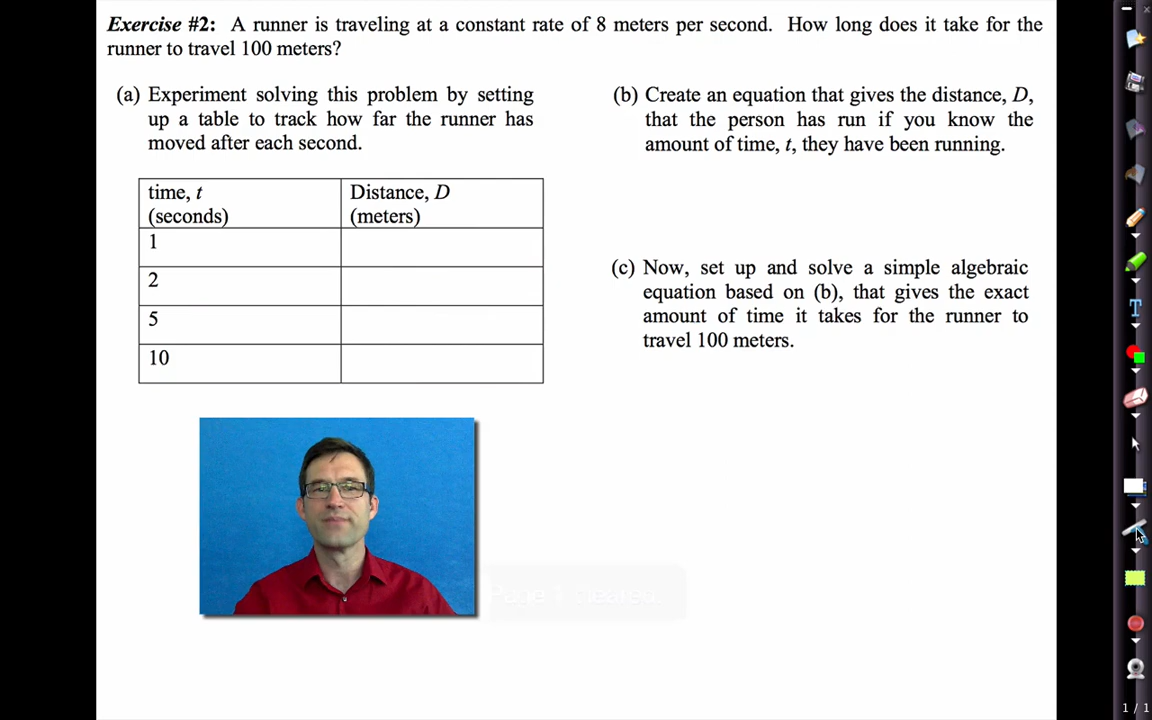 Exercise #2: A runner is traveling at a constant rate of 8 meters per second. How long does it take for the
runner to travel 100 meters?
(a) Experiment solving this problem by setting
up a table to track how far the runner has
moved after each second.
time, t
(seconds)
Distance, D
(meters)
1
2
5
10
(b) Create an equation that gives the distance, D,
that the person has run if you know the
amount of time, t, they have been running.
(c) Now, set up and solve a simple algebraic
equation based on (b), that gives the exact
amount of time it takes for the runner to
travel 100 meters.
Page 1
T
1 / 1